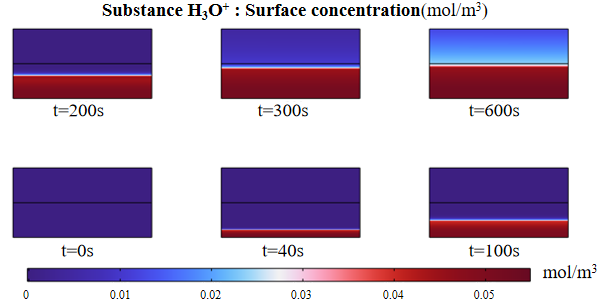 Substance H₃O⁺ : Surface concentration(mol/m³)
t=200s t=300s t=600s
t=0s t=40s t=100s
mol/m³
0 0.01 0.02 0.03 0.04 0.05